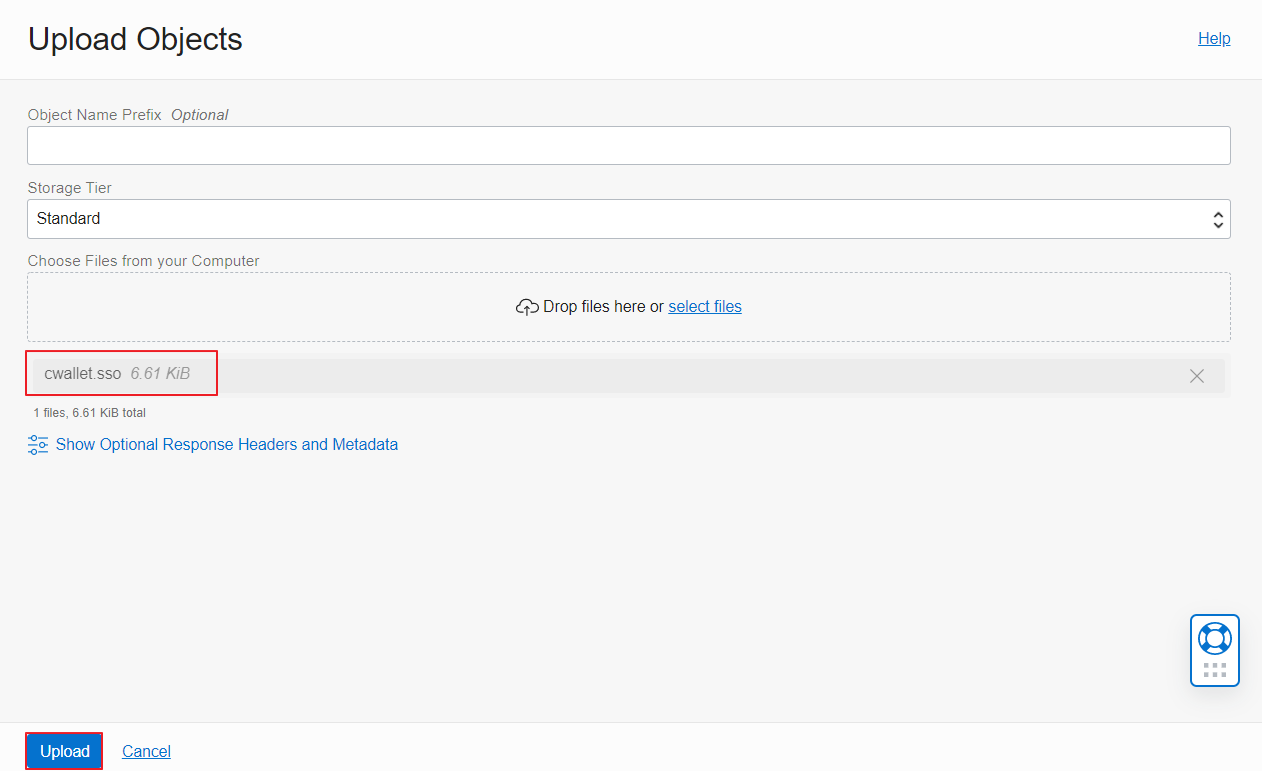 Upload Objects
Help
Object Name Prefix Optional
Storage Tier
Standard
Choose Files from your Computer
Drop files here or select files
cwallet.sso 6.61 KiB
1 files, 6.61 KiB total
Show Optional Response Headers and Metadata
Upload Cancel